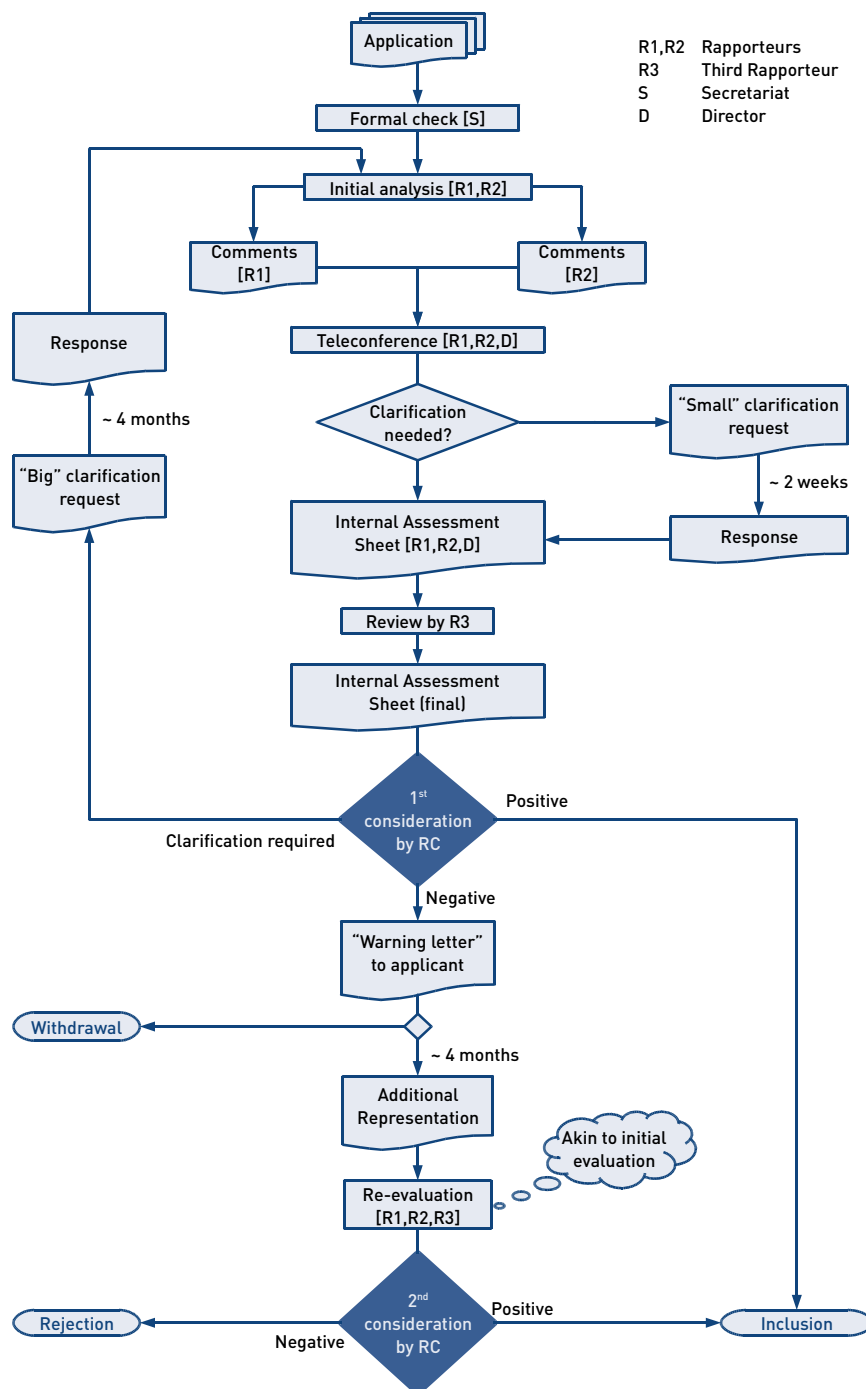 Application
R1,R2 Rapporteurs
R3 Third Rapporteur
S Secretariat
D Director
Formal check [S]
Initial analysis [R1,R2]
Comments
[R1]
Comments
[R2]
Teleconference [R1,R2,D]
Response
~ 4 months
“Big” clarification
request
Clarification
needed?
“Small” clarification
request
~ 2 weeks
Response
Internal Assessment
Sheet [R1,R2,D]
Review by R3
Internal Assessment
Sheet (final)
1st
consideration
by RC
Positive
Clarification required
Negative
“Warning letter”
to applicant
Withdrawal
~ 4 months
Additional
Representation
Akin to initial
evaluation
Re-evaluation
[R1,R2,R3]
2nd
consideration
by RC
Positive
Negative
Rejection
Inclusion